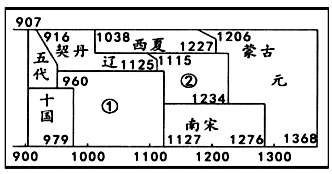 907
916 1038 1206
契丹 西夏 蒙古
五代 1227
辽 1125 1115
960 ② 元
十国 ① 1234
南宋
979 1127 1276 1368
900 1000 1100 1200 1300